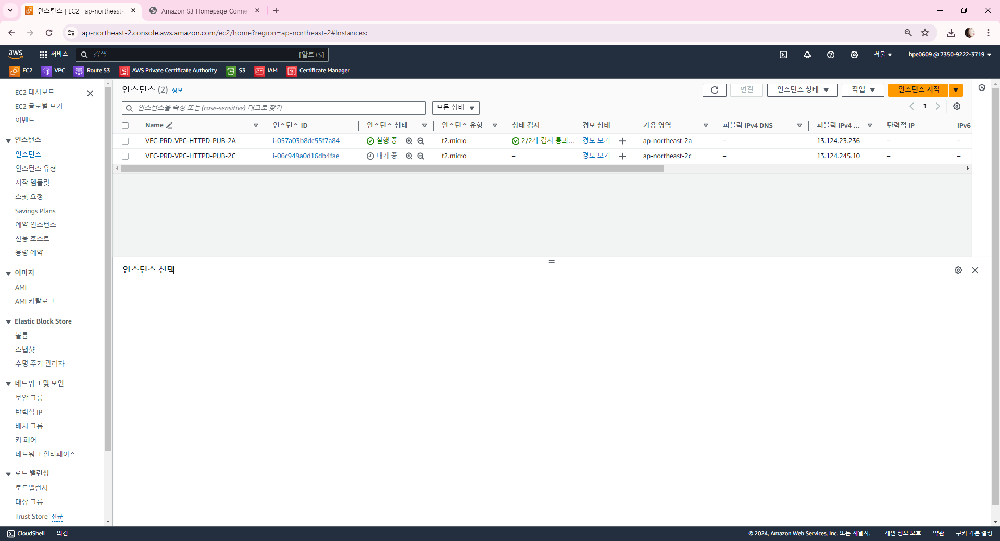 인스턴스 | EC2 | ap-northeast-
Amazon S3 Homepage Conne
ap-northeast-2.console.aws.amazon.com/ec2/home?region=ap-northeast-2#Instances:
aws 서비스 검색 [알트+S] 서울 hpe0609 @ 7350-9222-3719
EC2 VPC Route 53 AWS Private Certificate Authority S3 IAM Certificate Manager
EC2 대시보드
EC2 글로벌 보기
이벤트
인스턴스
인스턴스
인스턴스 유형
시작 템플릿
스팟 요청
Savings Plans
예약 인스턴스
전용 호스트
용량 예약
이미지
AMI
AMI 카탈로그
Elastic Block Store
볼륨
스냅샷
수명 주기 관리자
네트워크 및 보안
보안 그룹
탄력적 IP
배치 그룹
키 페어
네트워크 인터페이스
로드 밸런싱
로드밸런서
대상 그룹
Trust Store 신규
인스턴스 (2) 정보
연결 인스턴스 상태 작업 인스턴스 시작
인스턴스을 속성 또는 (case-sensitive) 태그로 찾기 모든 상태 1
Name 인스턴스 ID 인스턴스 상태 인스턴스 유형 상태 검사 경보 상태 가용 영역 퍼블릭 IPv4 DNS 퍼블릭 IPv4 ... 탄력적 IP IPv6
VEC-PRD-VPC-HTTPD-PUB-2A i-057a03b8dc55f7a84 실행 중 t2.micro 2/2개 검사 통과... 경보 보기 ap-northeast-2a – 13.124.23.236 – –
VEC-PRD-VPC-HTTPD-PUB-2C i-06c949a0d16db4fae 대기 중 t2.micro – 경보 보기 ap-northeast-2c – 13.124.245.10 – –
인스턴스 선택
CloudShell 의견 © 2024, Amazon Web Services, Inc. 또는 계열사. 개인 정보 보호 약관 쿠키 기본 설정